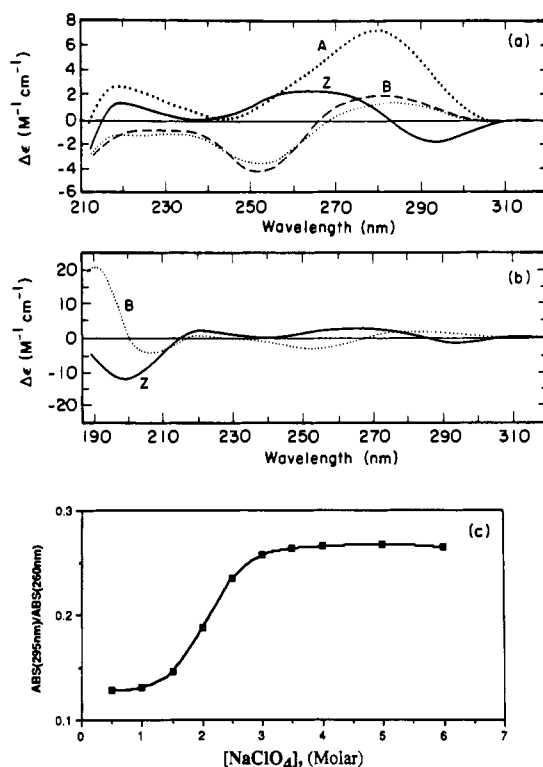 8
6
4
2
0
-2
-4
-6
A
Z
B
(a)
Δε (M⁻¹ cm⁻¹)
210 230 250 270 290 310
Wavelength (nm)
20
10
0
-10
-20
B
Z
(b)
Δε (M⁻¹ cm⁻¹)
190 210 230 250 270 290 310
Wavelength (nm)
0.3
0.2
0.1
(c)
ABS(295nm)/ABS(260nm)
0 1 2 3 4 5 6 7
[NaClO₄], (Molar)